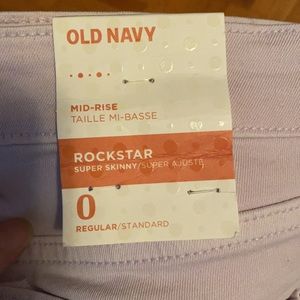 OLD NAVY
MID-RISE
TAILLE MI-BASSE
ROCKSTAR
SUPER SKINNY/SUPER AJUSTÉ
0
REGULAR/STANDARD